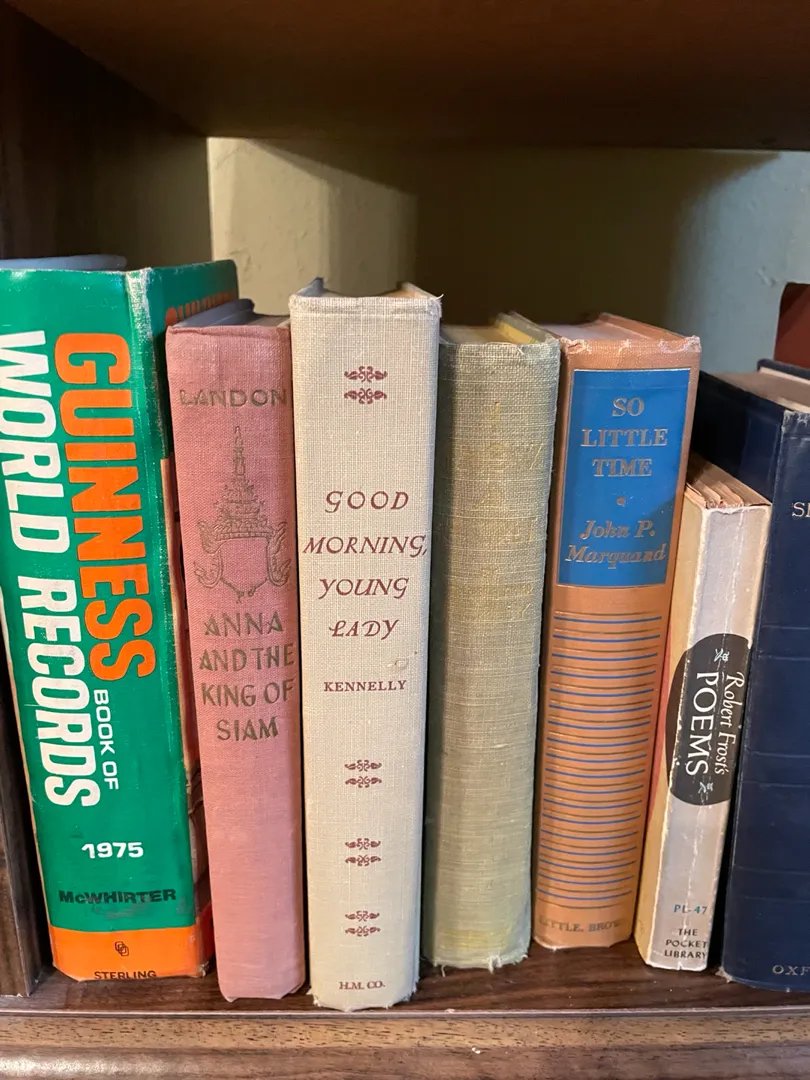 GUINNESS
BOOK OF
WORLD RECORDS
1975
McWHIRTER
STERLING
LANDON
ANNA
AND THE
KING OF
SIAM
GOOD
MORNING,
YOUNG
LADY
KENNELLY
H.M. CO.
SO
LITTLE
TIME
John P.
Marquand
LITTLE, BROWN
Robert Frost's
POEMS
PL-47
THE
POCKET
LIBRARY